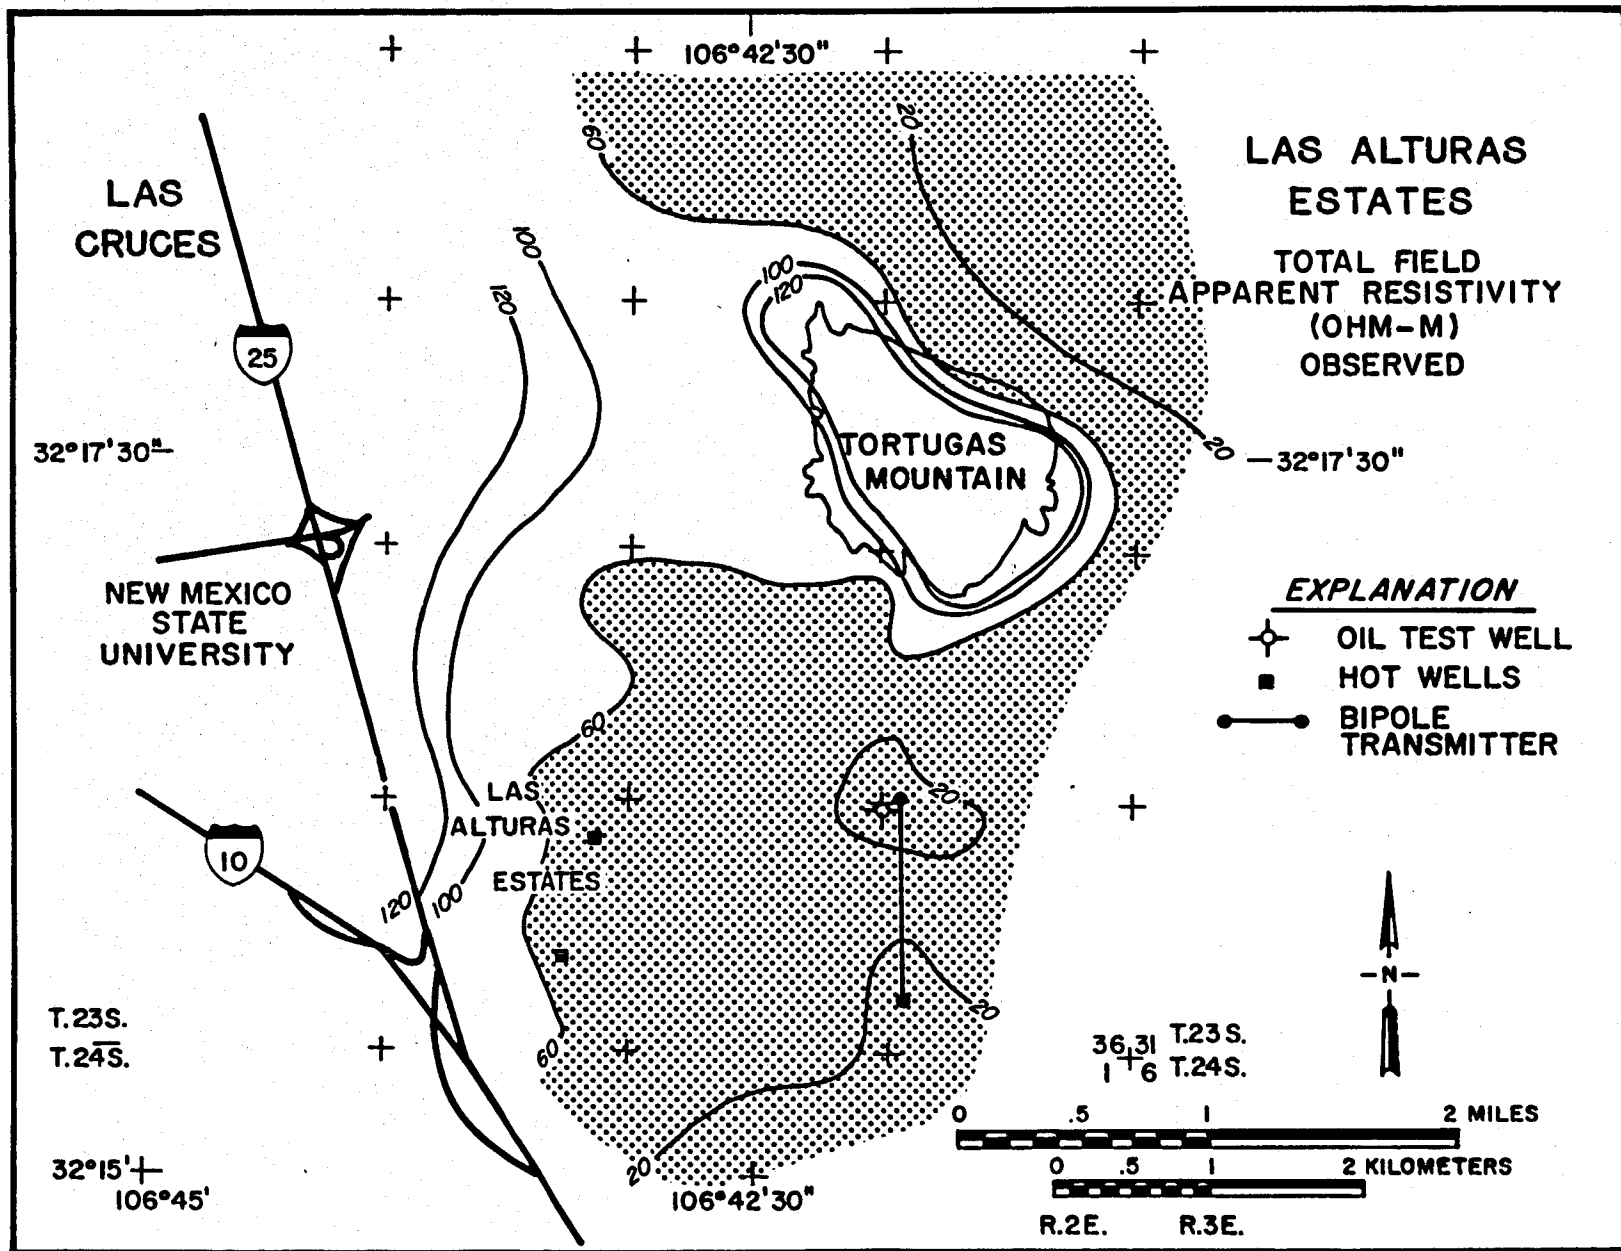 106°42'30"
LAS ALTURAS
ESTATES
TOTAL FIELD
APPARENT RESISTIVITY
(OHM-M)
OBSERVED
LAS
CRUCES
60
20
100
120
100
120
25
32°17'30"
TORTUGAS
MOUNTAIN
20
32°17'30"
NEW MEXICO
STATE
UNIVERSITY
EXPLANATION
OIL TEST WELL
HOT WELLS
BIPOLE
TRANSMITTER
60
20
LAS
ALTURAS
ESTATES
10
120
100
20
60
T.23S.
T.24S.
N
36 31 T.23 S.
1 6 T.24S.
0 .5 1 2 MILES
0 .5 1 2 KILOMETERS
R.2E. R.3E.
32°15'
106°45'
20
106°42'30"